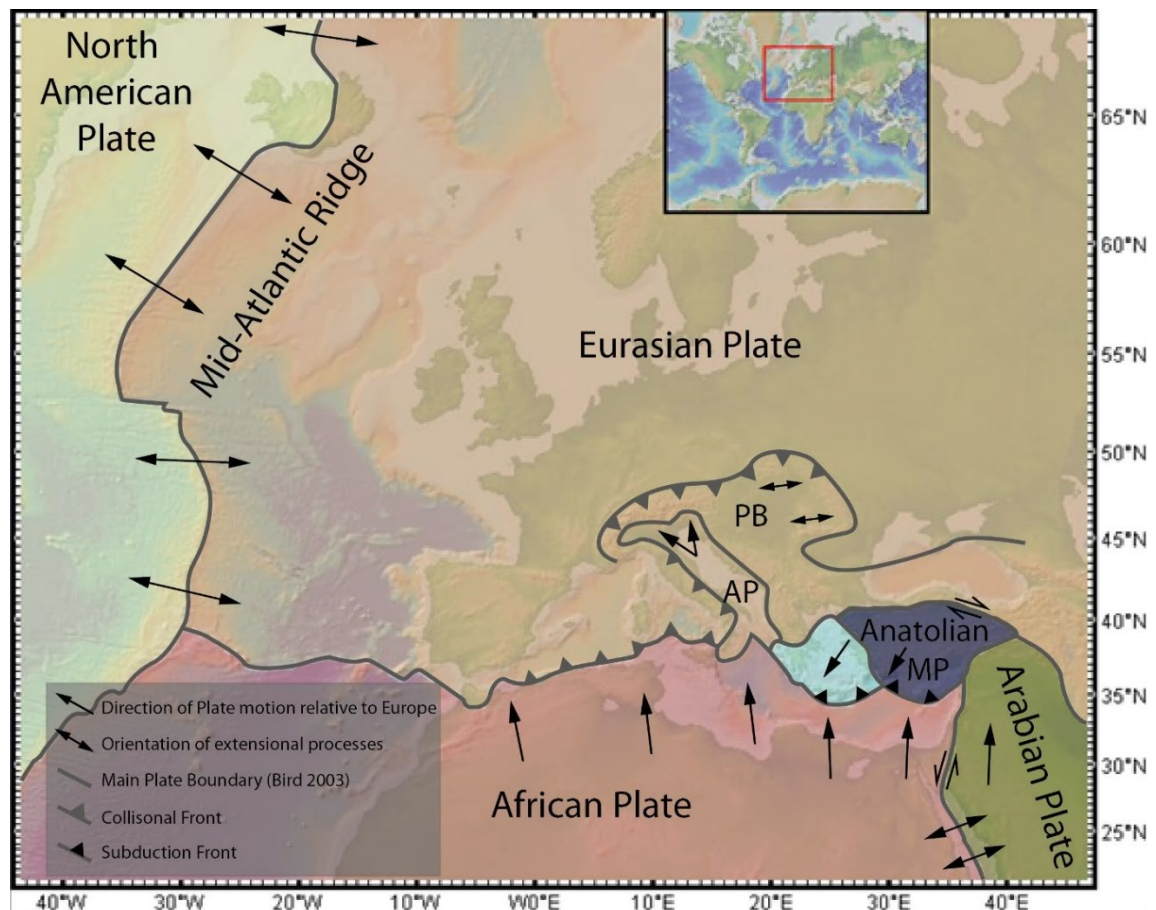 North
American
Plate
Mid-Atlantic Ridge
Eurasian Plate
PB
AP
Anatolian
MP
Arabian Plate
African Plate
Direction of Plate motion relative to Europe
Orientation of extensional processes
Main Plate Boundary (Bird 2003)
Collisonal Front
Subduction Front
65°N
60°N
55°N
50°N
45°N
40°N
35°N
30°N
25°N
40°W 30°W 20°W 10°W W0°E 10°E 20°E 30°E 40°E